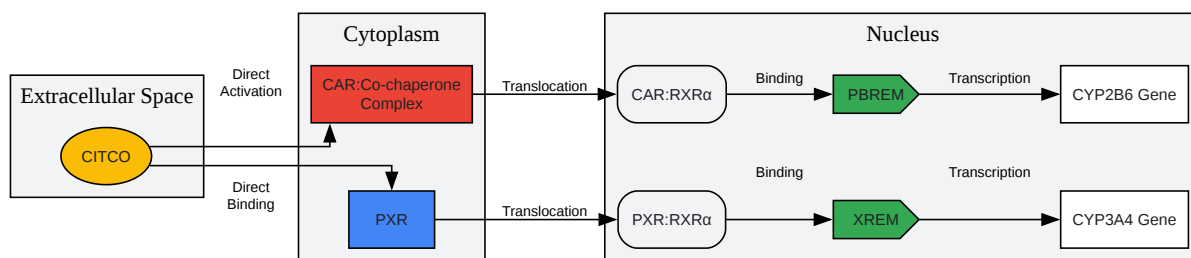 Extracellular Space
CITCO
Direct
Activation
Direct
Binding
Cytoplasm
CAR:Co-chaperone
Complex
PXR
Translocation
Translocation
Nucleus
CAR:RXRα
Binding
PBREM
Transcription
CYP2B6 Gene
PXR:RXRα
Binding
XREM
Transcription
CYP3A4 Gene